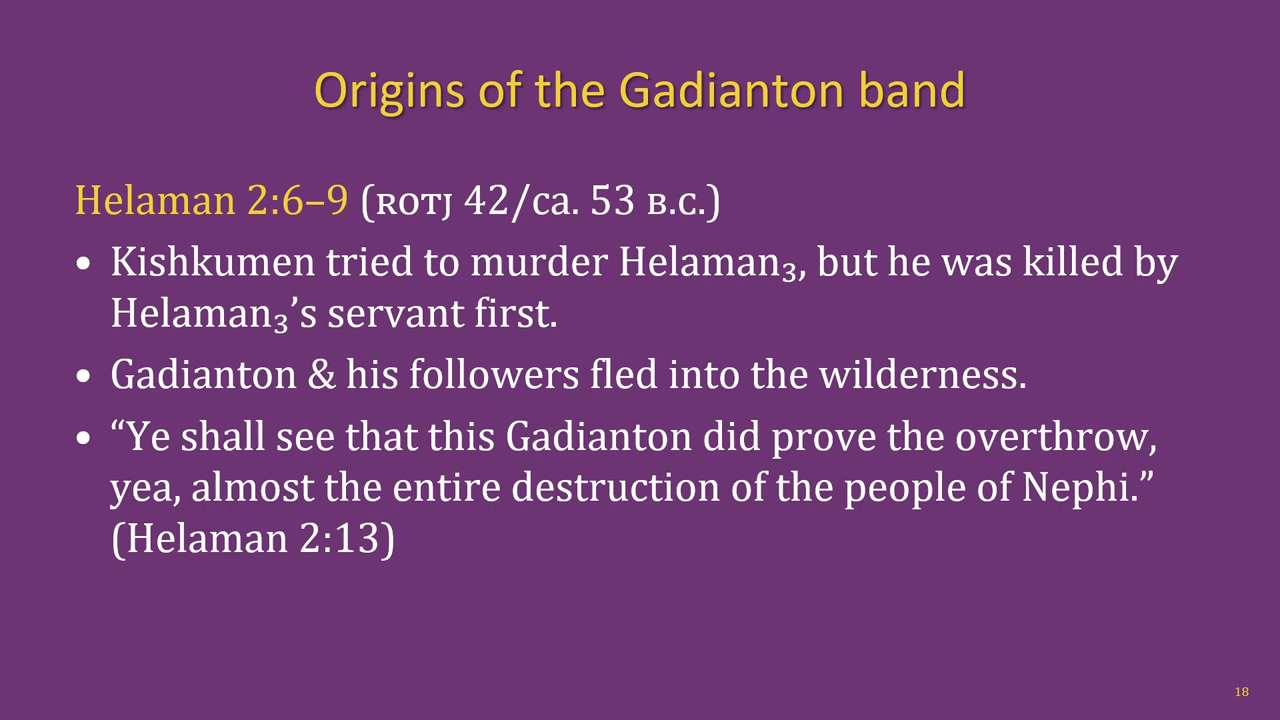 Origins of the Gadianton band
Helaman 2:6–9 (ROTJ 42/ca. 53 B.C.)
• Kishkumen tried to murder Helaman₃, but he was killed by
Helaman₃’s servant first.
• Gadianton & his followers fled into the wilderness.
• “Ye shall see that this Gadianton did prove the overthrow,
yea, almost the entire destruction of the people of Nephi.”
(Helaman 2:13)
18